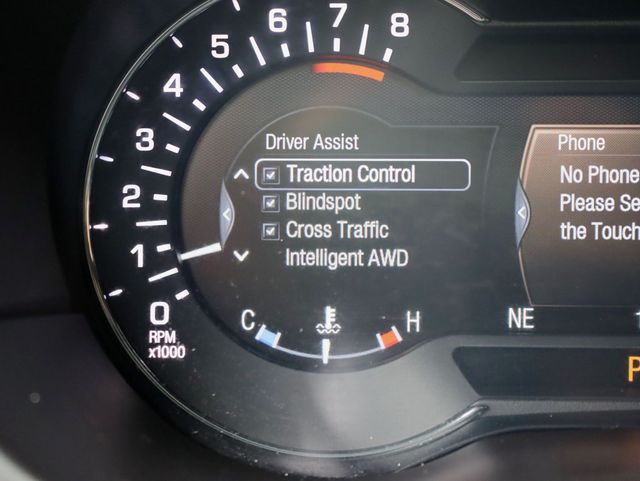 8
7
6
5
4
3
2
1
0
RPM
x1000
Driver Assist
Traction Control
Blindspot
Cross Traffic
Intelligent AWD
C
H
Phone
No Phone
Please Se
the Touch
NE
P